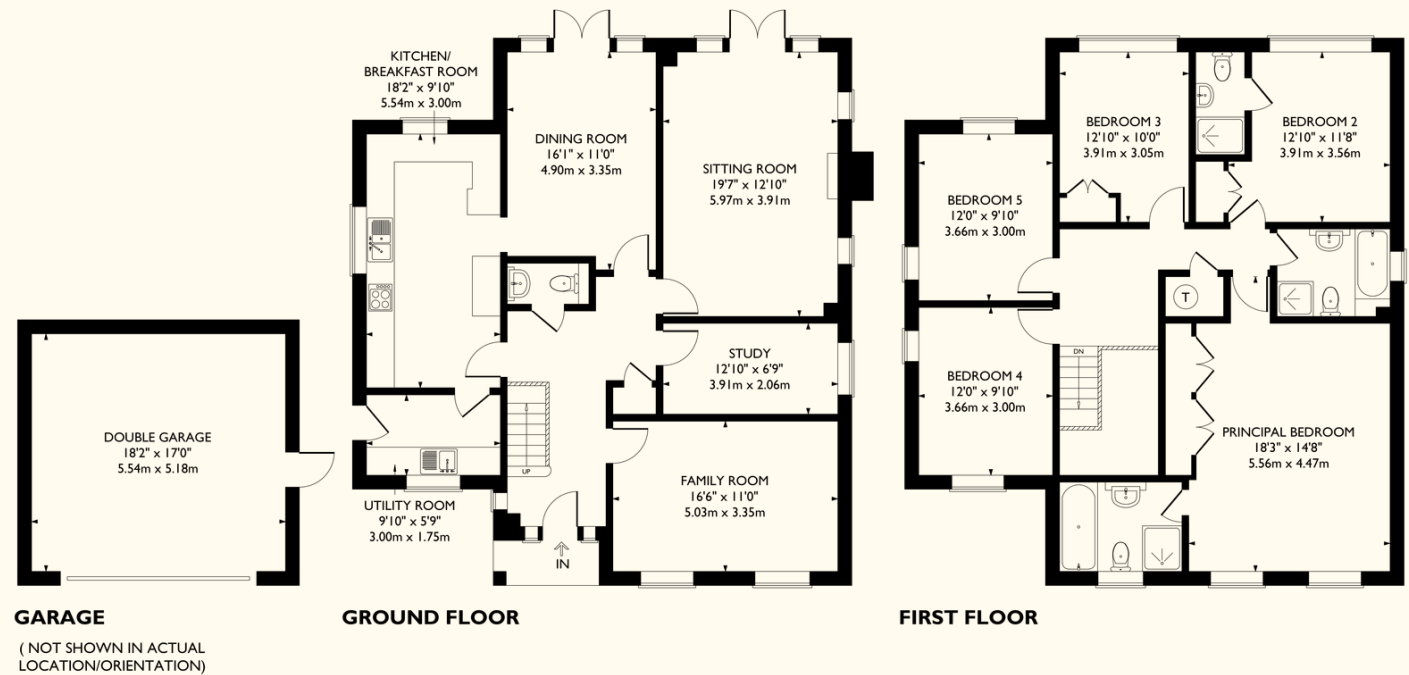 KITCHEN/
BREAKFAST ROOM
18'2" x 9'10"
5.54m x 3.00m
DINING ROOM
16'1" x 11'0"
4.90m x 3.35m
SITTING ROOM
19'7" x 12'10"
5.97m x 3.91m
STUDY
12'10" x 6'9"
3.91m x 2.06m
FAMILY ROOM
16'6" x 11'0"
5.03m x 3.35m
UP
UTILITY ROOM
9'10" x 5'9"
3.00m x 1.75m
IN
DOUBLE GARAGE
18'2" x 17'0"
5.54m x 5.18m
BEDROOM 3
12'10" x 10'0"
3.91m x 3.05m
BEDROOM 2
12'10" x 11'8"
3.91m x 3.56m
BEDROOM 5
12'0" x 9'10"
3.66m x 3.00m
T
DN
BEDROOM 4
12'0" x 9'10"
3.66m x 3.00m
PRINCIPAL BEDROOM
18'3" x 14'8"
5.56m x 4.47m
GARAGE
(NOT SHOWN IN ACTUAL
LOCATION/ORIENTATION)
GROUND FLOOR
FIRST FLOOR